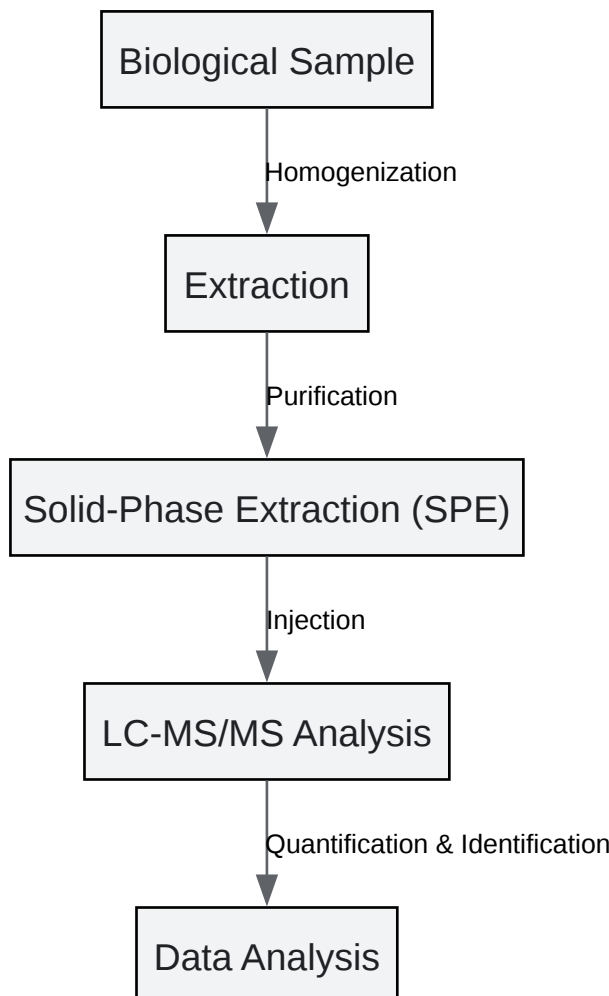 Biological Sample
Homogenization
Extraction
Purification
Solid-Phase Extraction (SPE)
Injection
LC-MS/MS Analysis
Quantification & Identification
Data Analysis